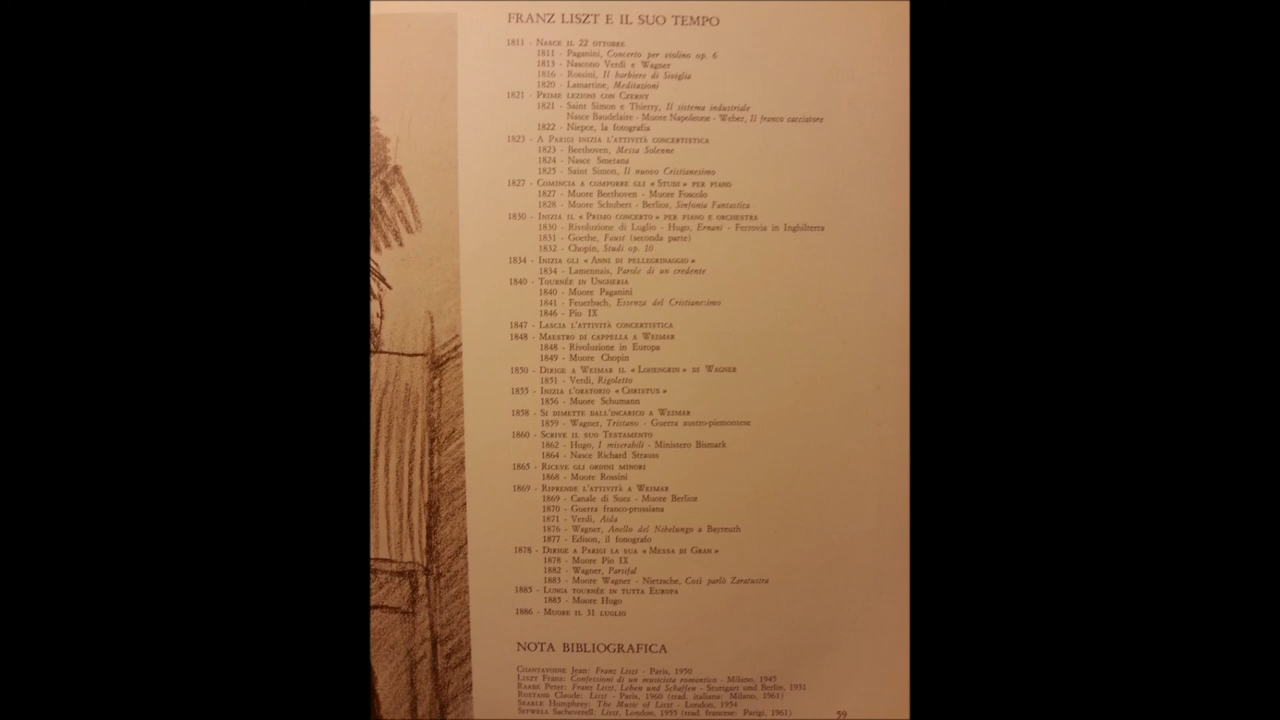 FRANZ LISZT E IL SUO TEMPO
1811 - Nasce il 22 ottobre
1811 - Paganini, Concerto per violino op. 6
1813 - Nascono Verdi e Wagner
1816 - Rossini, Il barbiere di Siviglia
1820 - Lamartine, Meditazioni
1821 - Prime lezioni con Czerny
1821 - Saint Simon e Thierry, Il sistema industriale
Nasce Baudelaire - Muore Napoleone - Weber, Il franco cacciatore
1822 - Niepce, la fotografia
1823 - A Parigi inizia l'attività concertistica
1823 - Beethoven, Messa Solenne
1824 - Nasce Smetana
1825 - Saint Simon, Il nuovo Cristianesimo
1827 - Comincia a comporre gli « Studi » per piano
1827 - Muore Beethoven - Muore Foscolo
1828 - Muore Schubert - Berlioz, Sinfonia Fantastica
1830 - Inizia il « Primo concerto » per piano e orchestra
1830 - Rivoluzione di Luglio - Hugo, Ernani - Ferrovia in Inghilterra
1831 - Goethe, Faust (seconda parte)
1832 - Chopin, Studi op. 10
1834 - Inizia gli « Anni di pellegrinaggio »
1834 - Lamennais, Parole di un credente
1840 - Tournée in Ungheria
1840 - Muore Paganini
1841 - Feuerbach, Essenza del Cristianesimo
1846 - Pio IX
1847 - Lascia l'attività concertistica
1848 - Maestro di cappella a Weimar
1848 - Rivoluzione in Europa
1849 - Muore Chopin
1850 - Dirige a Weimar il « Lohengrin » di Wagner
1851 - Verdi, Rigoletto
1855 - Inizia l'oratorio « Christus »
1856 - Muore Schumann
1858 - Si dimette dall'incarico a Weimar
1859 - Wagner, Tristano - Guerra austro-piemontese
1860 - Scrive il suo Testamento
1862 - Hugo, I miserabili - Ministero Bismark
1864 - Nasce Richard Strauss
1865 - Riceve gli ordini minori
1868 - Muore Rossini
1869 - Riprende l'attività a Weimar
1869 - Canale di Suez - Muore Berlioz
1870 - Guerra franco-prussiana
1871 - Verdi, Aida
1876 - Wagner, Anello del Nibelungo a Bayreuth
1877 - Edison, il fonografo
1878 - Dirige a Parigi la sua « Messa di Gran »
1878 - Muore Pio IX
1882 - Wagner, Parsifal
1883 - Muore Wagner - Nietzsche, Così parlò Zaratustra
1885 - Lunga tournée in tutta Europa
1885 - Muore Hugo
1886 - Muore il 31 luglio
NOTA BIBLIOGRAFICA
Chantavoine Jean: Franz Liszt - Paris, 1950
Liszt Franz: Confessioni di un musicista romantico - Milano, 1945
Raabe Peter: Franz Liszt, Leben und Schaffen - Stuttgart und Berlin, 1931
Rostand Claude: Liszt - Paris, 1960 (trad. italiana: Milano, 1961)
Searle Humphrey: The Music of Liszt - London, 1954
Sitwell Sacheverell: Liszt, London, 1955 (trad. francese: Parigi, 1961)
59